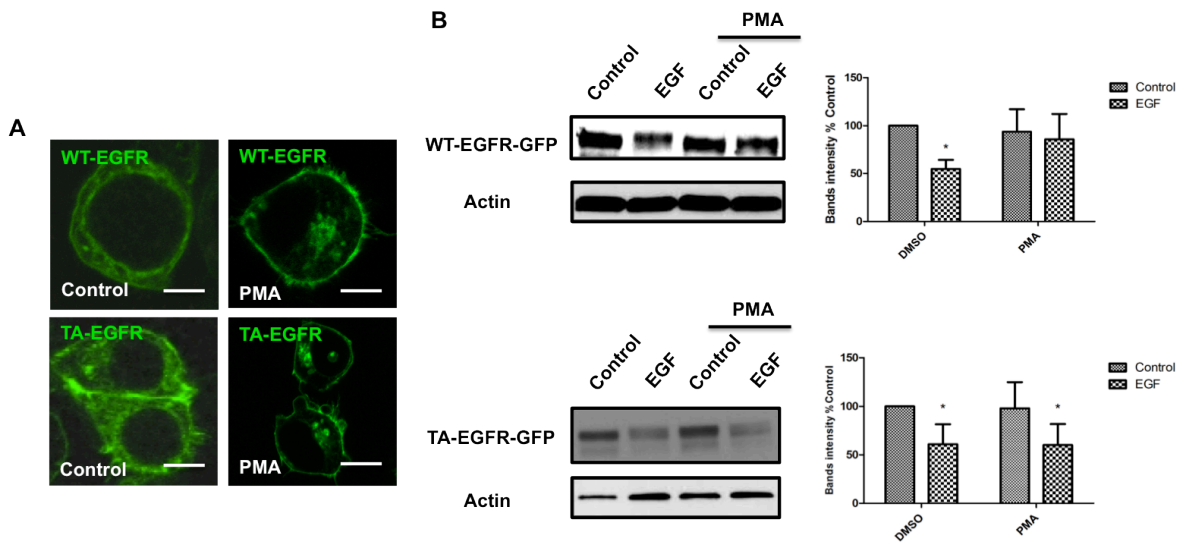 A
WT-EGFR
Control
WT-EGFR
PMA
TA-EGFR
Control
TA-EGFR
PMA
B
PMA
Control
EGF
Control
EGF
WT-EGFR-GFP
Actin
Bands intensity % Control
150
100
50
0
*
DMSO
PMA
Control
EGF
PMA
Control
EGF
Control
EGF
TA-EGFR-GFP
Actin
Bands intensity %Control
150
100
50
0
*
*
DMSO
PMA
Control
EGF